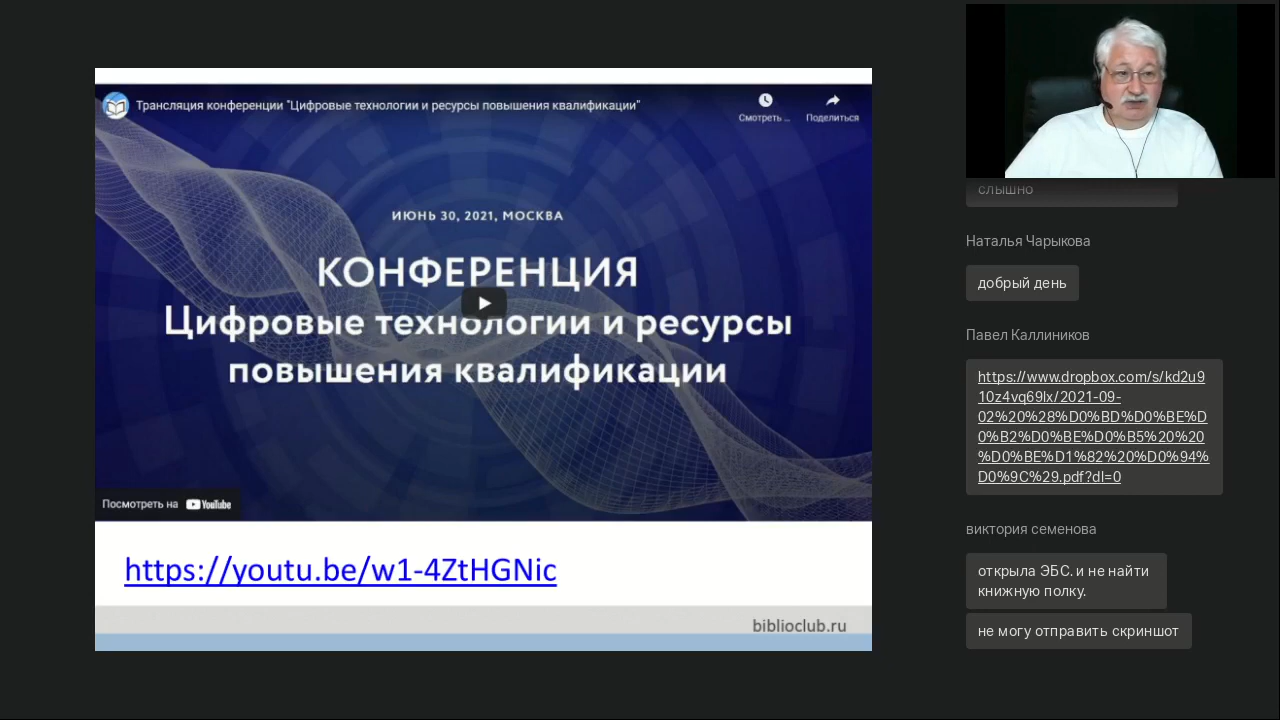 Трансляция конференции "Цифровые технологии и ресурсы повышения квалификации"
Смотреть ...
Поделиться
ИЮНЬ 30, 2021, МОСКВА
КОНФЕРЕНЦИЯ
Цифровые технологии и ресурсы
повышения квалификации
Посмотреть на YouTube
https://youtu.be/w1-4ZtHGNic
biblioclub.ru
слышно
Наталья Чарыкова
добрый день
Павел Каллиников
https://www.dropbox.com/s/kd2u9
10z4vq69lx/2021-09-
02%20%28%D0%BD%D0%BE%D
0%B2%D0%BE%D0%B5%20%20
%D0%BE%D1%82%20%D0%94%
D0%9C%29.pdf?dl=0
виктория семенова
открыла ЭБС. и не найти
книжную полку.
не могу отправить скриншот